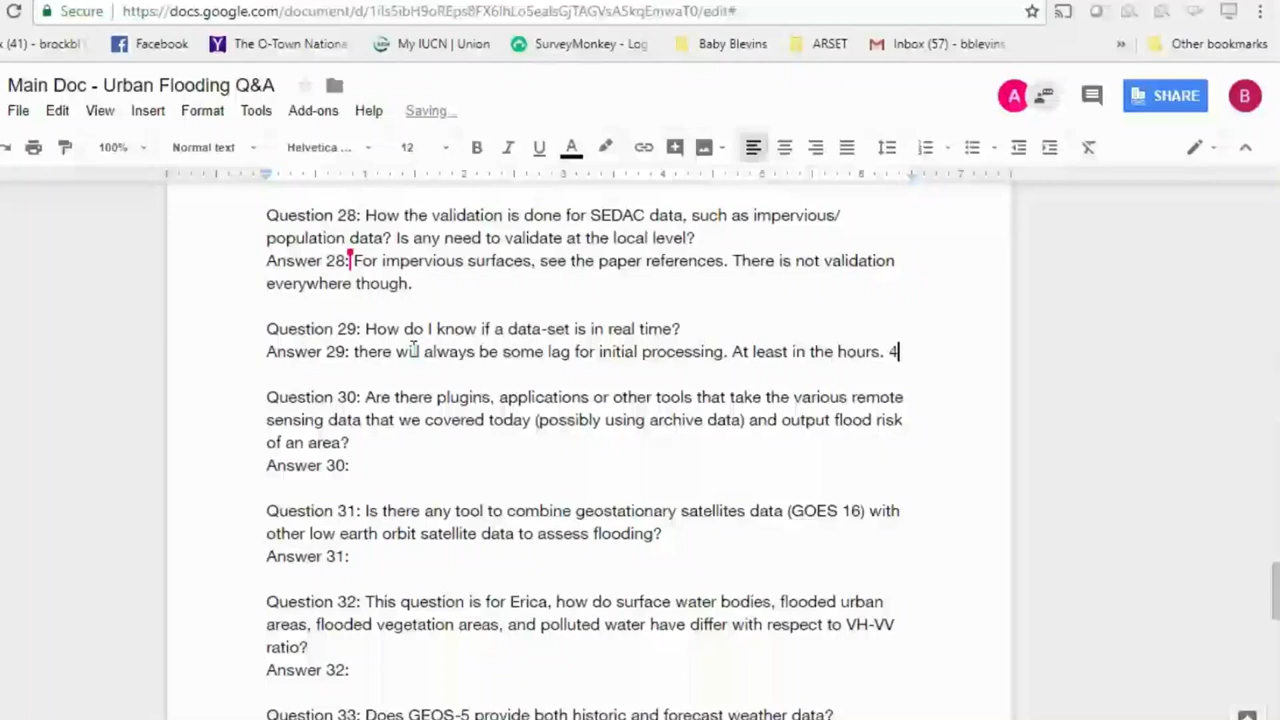 Secure https://docs.google.com/document/d/
(41) - brockbl Facebook The O-Town Nationa My IUCN | Union SurveyMonkey - Log Baby Blevins ARSET Inbox (57) - bblevins » Other bookmarks
Main Doc - Urban Flooding Q&A
A SHARE B
File Edit View Insert Format Tools Add-ons Help Saving...
100% Normal text Helvetica ... 12 B I U A
1 2 3 4 5 6 7
Question 28: How the validation is done for SEDAC data, such as impervious/
population data? Is any need to validate at the local level?
Answer 28: For impervious surfaces, see the paper references. There is not validation
everywhere though.
Question 29: How do I know if a data-set is in real time?
Answer 29: there will always be some lag for initial processing. At least in the hours. 4
Question 30: Are there plugins, applications or other tools that take the various remote
sensing data that we covered today (possibly using archive data) and output flood risk
of an area?
Answer 30:
Question 31: Is there any tool to combine geostationary satellites data (GOES 16) with
other low earth orbit satellite data to assess flooding?
Answer 31:
Question 32: This question is for Erica, how do surface water bodies, flooded urban
areas, flooded vegetation areas, and polluted water have differ with respect to VH-VV
ratio?
Answer 32:
Question 33: Does GEOS-5 provide both historic and forecast weather data?